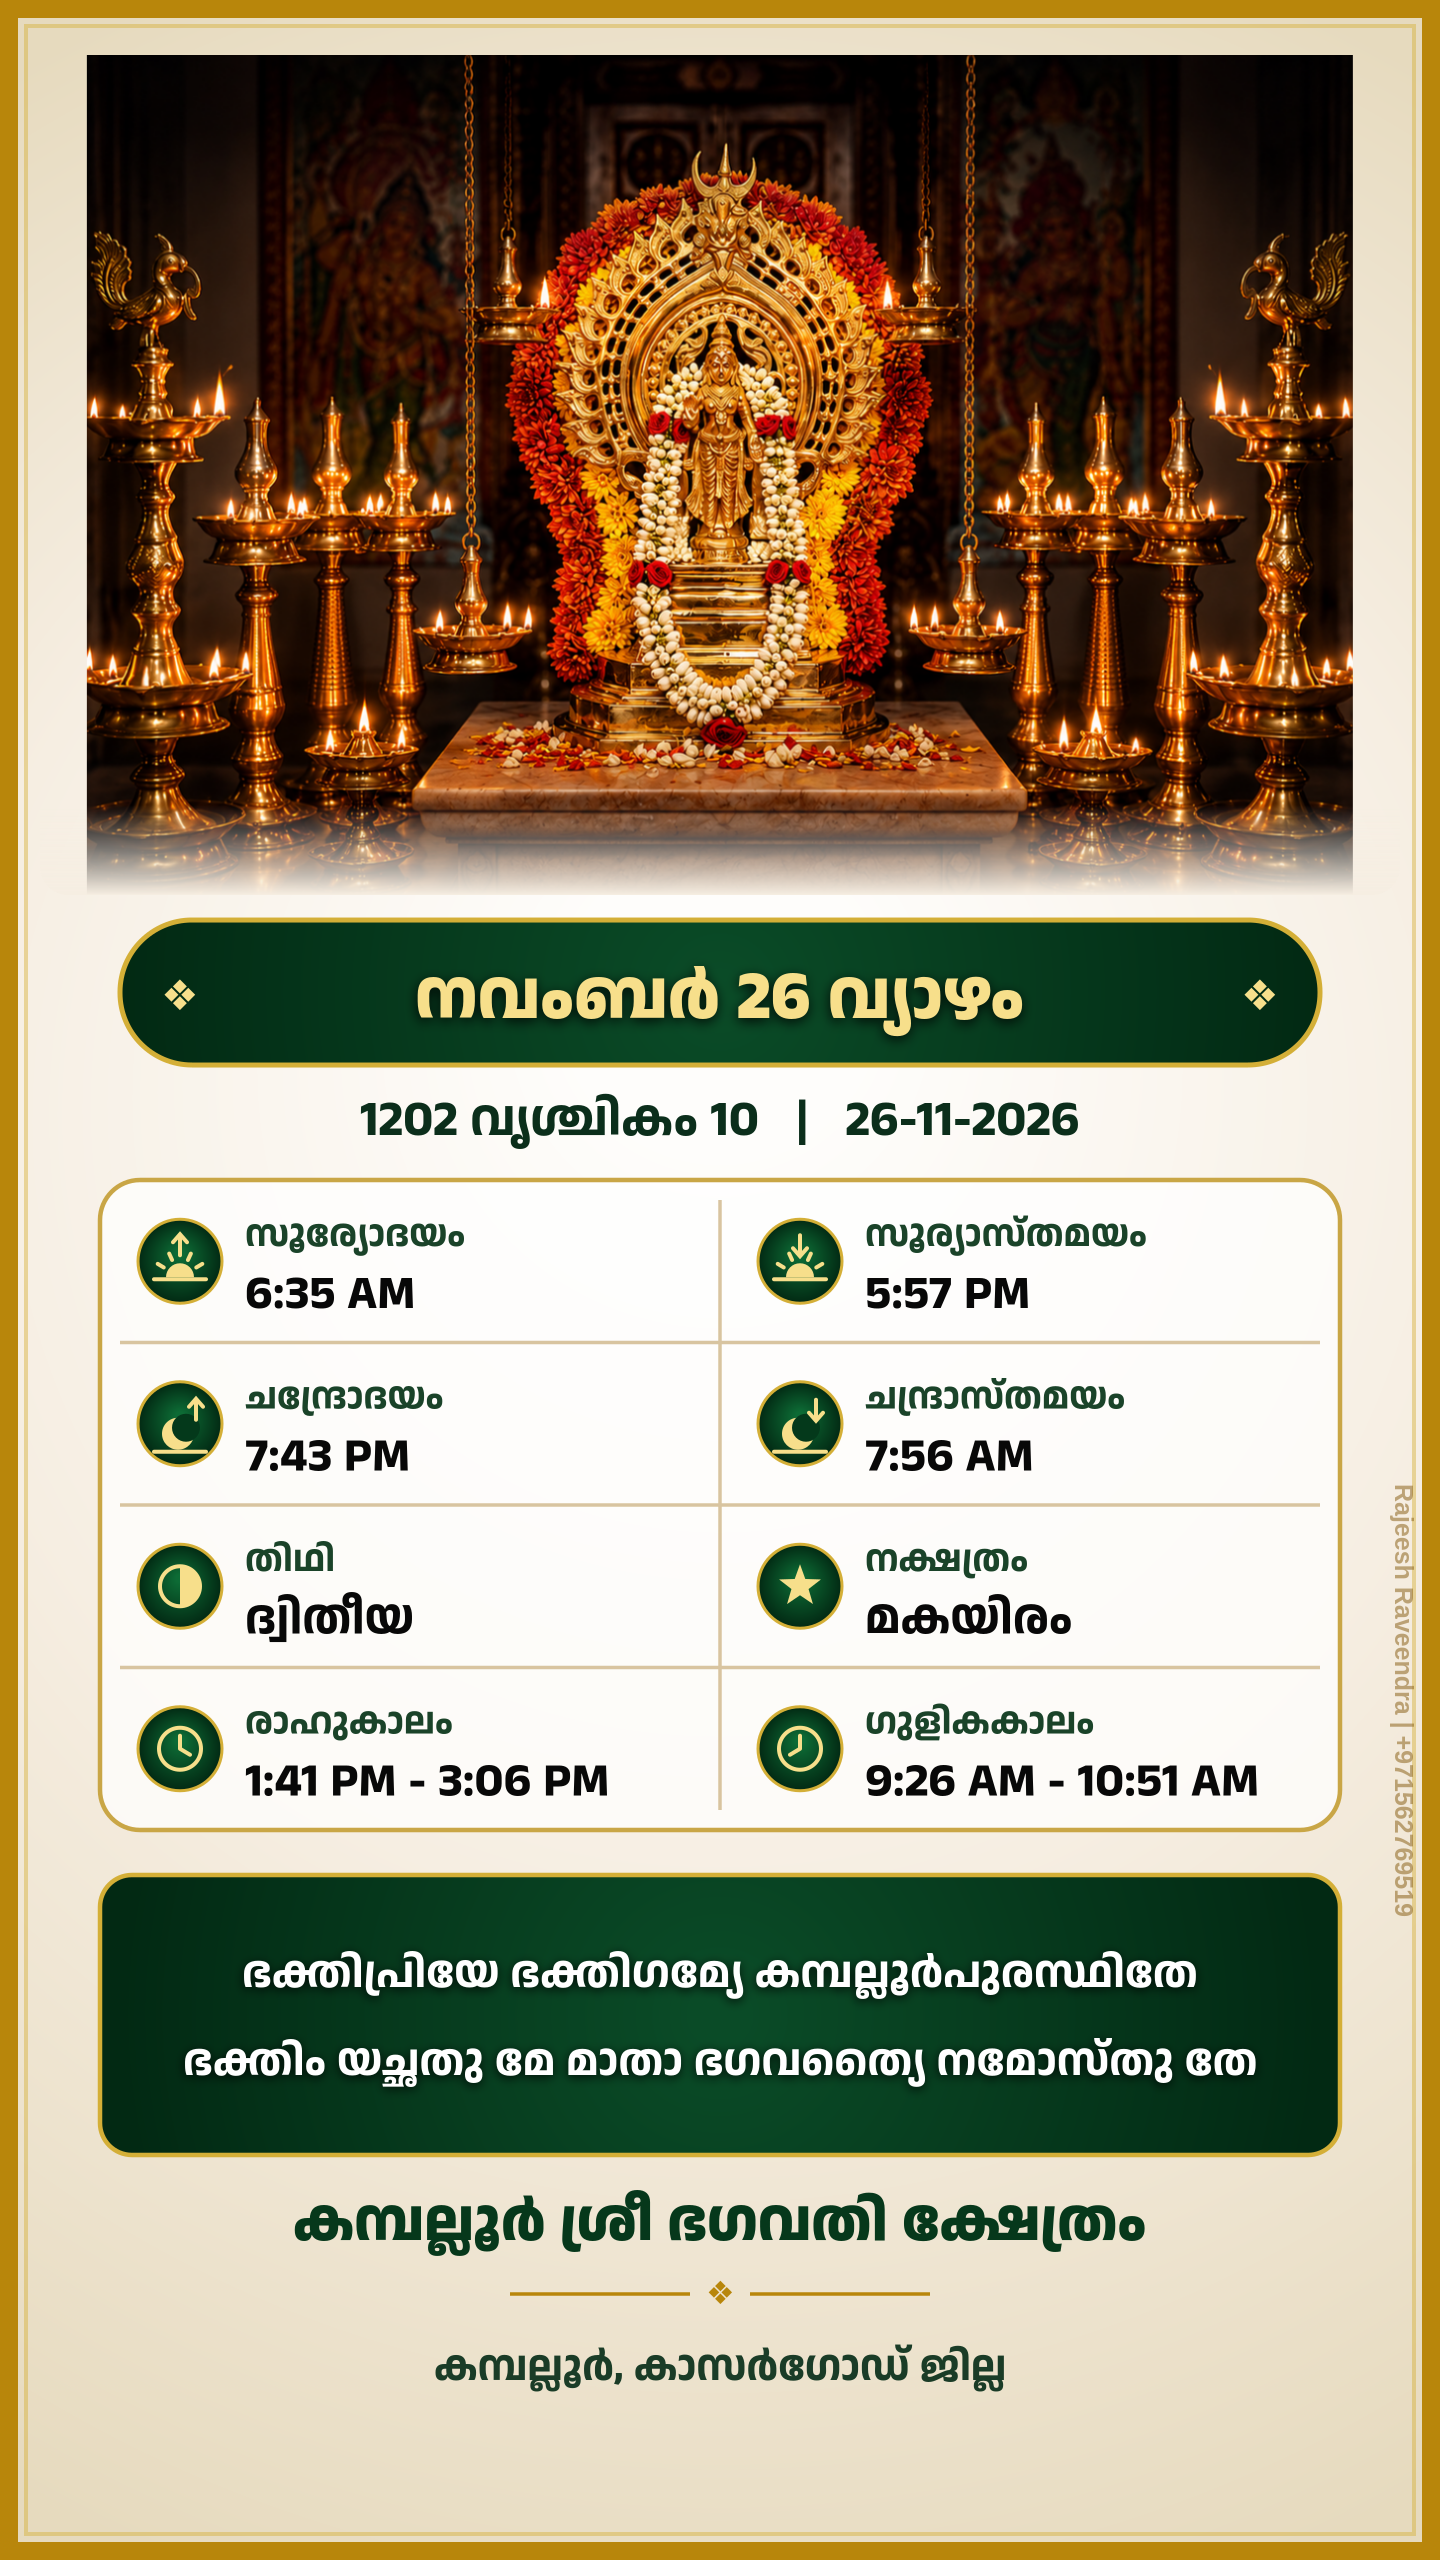 നവംബർ 26 വ്യാഴം
1202 വൃശ്ചികം 10 | 26-11-2026
സൂര്യോദയം
6:35 AM
സൂര്യാസ്തമയം
5:57 PM
ചന്ദ്രോദയം
7:43 PM
ചന്ദ്രാസ്തമയം
7:56 AM
തിഥി
ദ്വിതീയ
നക്ഷത്രം
മകയിരം
രാഹുകാലം
1:41 PM - 3:06 PM
ഗുളികകാലം
9:26 AM - 10:51 AM
ഭക്തിപ്രിയേ ഭക്തിഗമ്യേ കമ്പല്ലൂർപുരസ്ഥിതേ
ഭക്തിം യച്ഛതു മേ മാതാ ഭഗവത്യൈ നമോസ്തു തേ
കമ്പല്ലൂർ ശ്രീ ഭഗവതി ക്ഷേത്രം
കമ്പല്ലൂർ, കാസർഗോഡ് ജില്ല
Rajeesh Raveendra | +971562769519